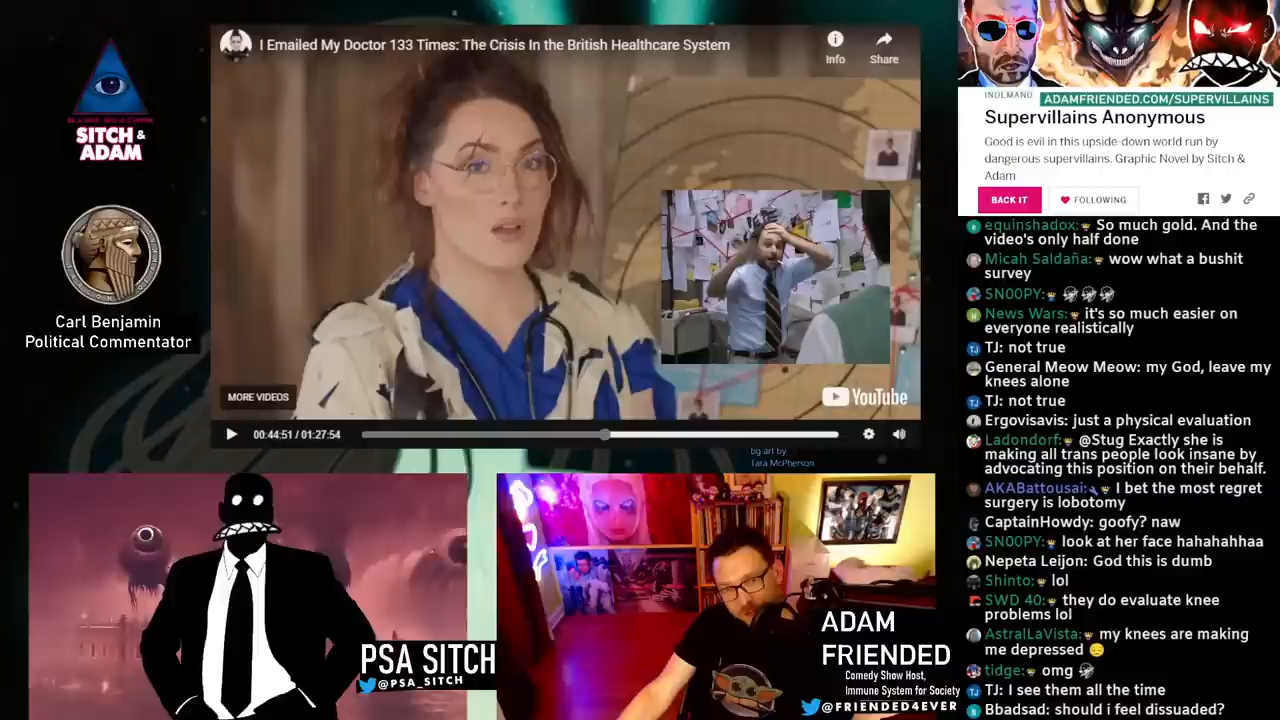 I Emailed My Doctor 133 Times: The Crisis In the British Healthcare System
Info
Share
SITCH &
ADAM
Carl Benjamin
Political Commentator
MORE VIDEOS
YouTube
00:44:51 / 01:27:54
bg art by
Tara McPherson
PSA SITCH
@PSA_SITCH
ADAM
FRIENDED
Comedy Show Host,
Immune System for Society
@FRIENDED4EVER
INDEMAND
ADAMFRIENDED.COM/SUPERVILLAINS
Supervillains Anonymous
Good is evil in this upside-down world run by
dangerous supervillains. Graphic Novel by Sitch &
Adam
BACK IT
FOLLOWING
equinshadox: So much gold. And the
video's only half done
Micah Saldaña: wow what a bushit
survey
SN00PY:
News Wars: it's so much easier on
everyone realistically
TJ: not true
General Meow Meow: my God, leave my
knees alone
TJ: not true
Ergovisavis: just a physical evaluation
Ladondorf: @Stug Exactly she is
making all trans people look insane by
advocating this position on their behalf.
AKABattousai: I bet the most regret
surgery is lobotomy
CaptainHowdy: goofy? naw
SN00PY: look at her face hahahahhaa
Nepeta Leijon: God this is dumb
Shinto: lol
SWD 40: they do evaluate knee
problems lol
AstralLaVista: my knees are making
me depressed 😔
tidge: omg
TJ: I see them all the time
Bbadsad: should i feel dissuaded?